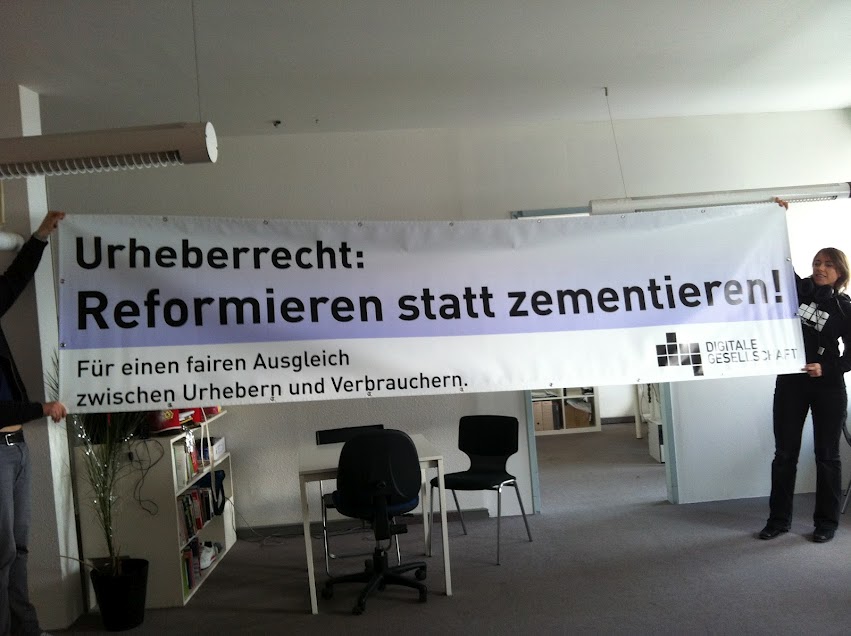 Urheberrecht:
Reformieren statt zementieren!
Für einen fairen Ausgleich
zwischen Urhebern und Verbrauchern.
DIGITALE
GESELLSCHAFT